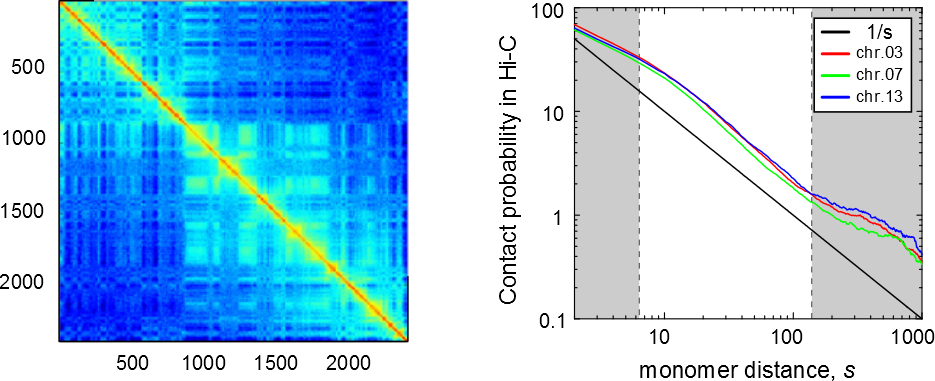 500
1000
1500
2000
500 1000 1500 2000
Contact probability in Hi-C
100
10
1
0.1
10 100 1000
monomer distance, s
1/s
chr.03
chr.07
chr.13